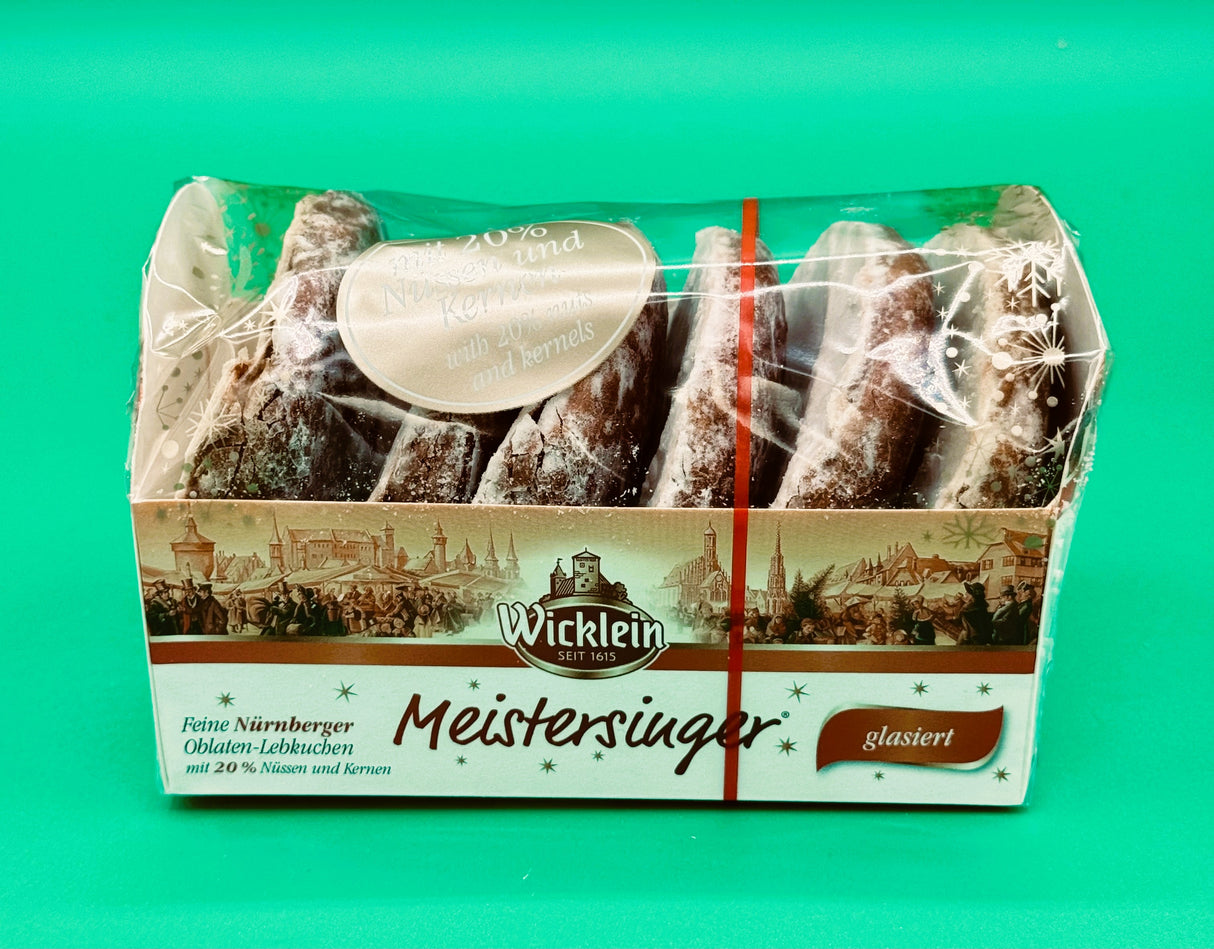 mit 20%
Nüssen und
Kernen
with 20% nuts
and kernels
Wicklein
SEIT 1615
Meistersinger®
Feine Nürnberger
Oblaten-Lebkuchen
mit 20 % Nüssen und Kernen
glasiert